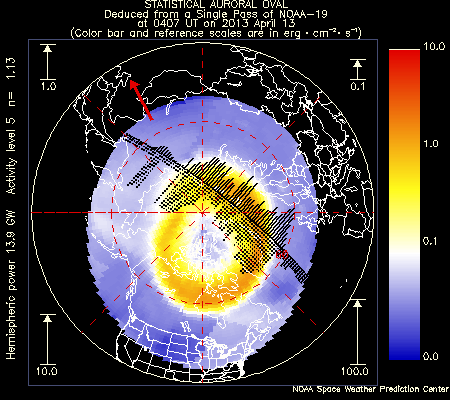 STATISTICAL AURORAL OVAL
Deduced from a Single Pass of NOAA-19
at 0407 UT on 2013 April 13
(Color bar and reference scales are in erg·cm⁻²·s⁻¹)
Hemispheric power 13.9 GW Activity level 5 n= 1.13
1.0
0.1
10.0
100.0
10.0
1.0
0.1
0.0
NOAA Space Weather Prediction Center